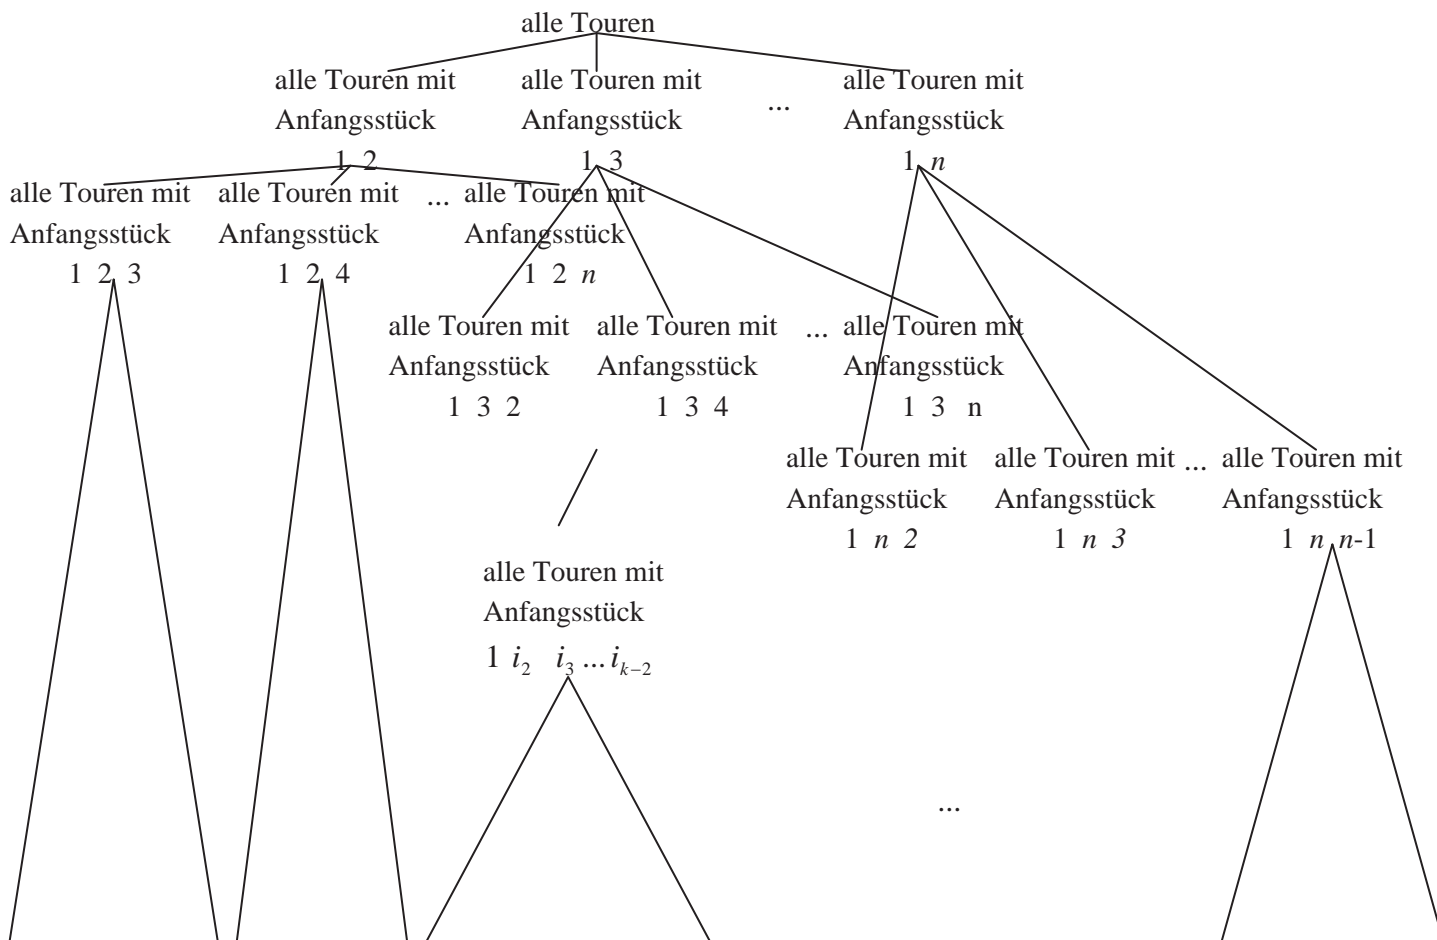 alle Touren
alle Touren mit
Anfangsstück
1 2
alle Touren mit
Anfangsstück
1 3
...
alle Touren mit
Anfangsstück
1 n
alle Touren mit
Anfangsstück
1 2 3
alle Touren mit
Anfangsstück
1 2 4
...
alle Touren mit
Anfangsstück
1 2 n
alle Touren mit
Anfangsstück
1 3 2
alle Touren mit
Anfangsstück
1 3 4
...
alle Touren mit
Anfangsstück
1 3 n
alle Touren mit
Anfangsstück
1 n 2
alle Touren mit
Anfangsstück
1 n 3
...
alle Touren mit
Anfangsstück
1 n n-1
alle Touren mit
Anfangsstück
1 i₂ i₃ ... iₖ₋₂
...